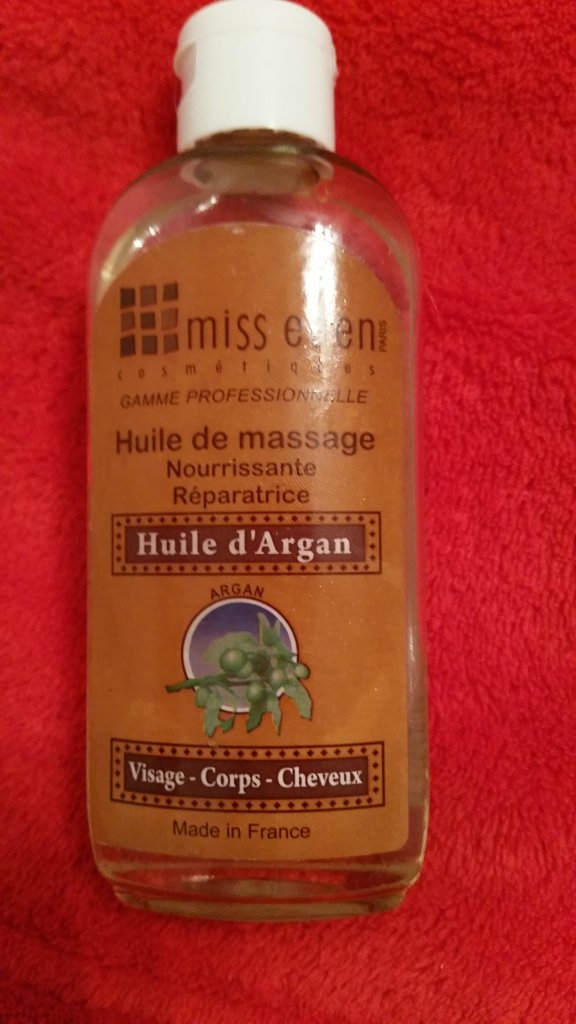 miss e en
PARIS
cosmétiques
GAMME PROFESSIONNELLE
Huile de massage
Nourrissante
Réparatrice
Huile d'Argan
ARGAN
Visage - Corps - Cheveux
Made in France